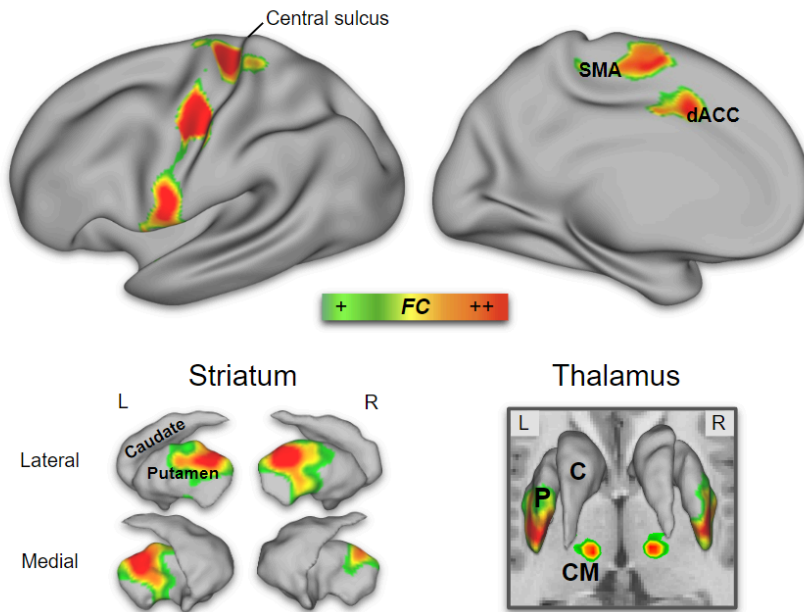 Central sulcus
SMA
dACC
+ FC ++
Striatum
L R
Caudate
Putamen
Lateral
Medial
Thalamus
L R
C
P
CM